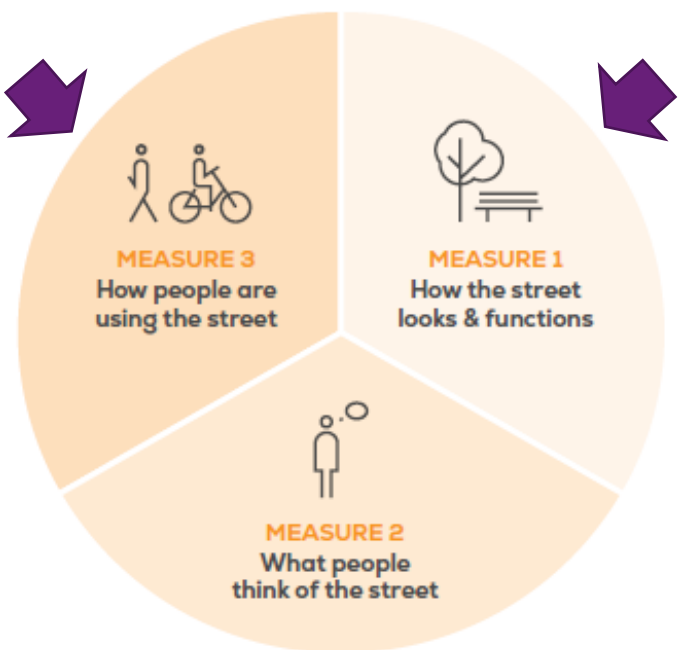 MEASURE 3
How people are
using the street
MEASURE 1
How the street
looks & functions
MEASURE 2
What people
think of the street